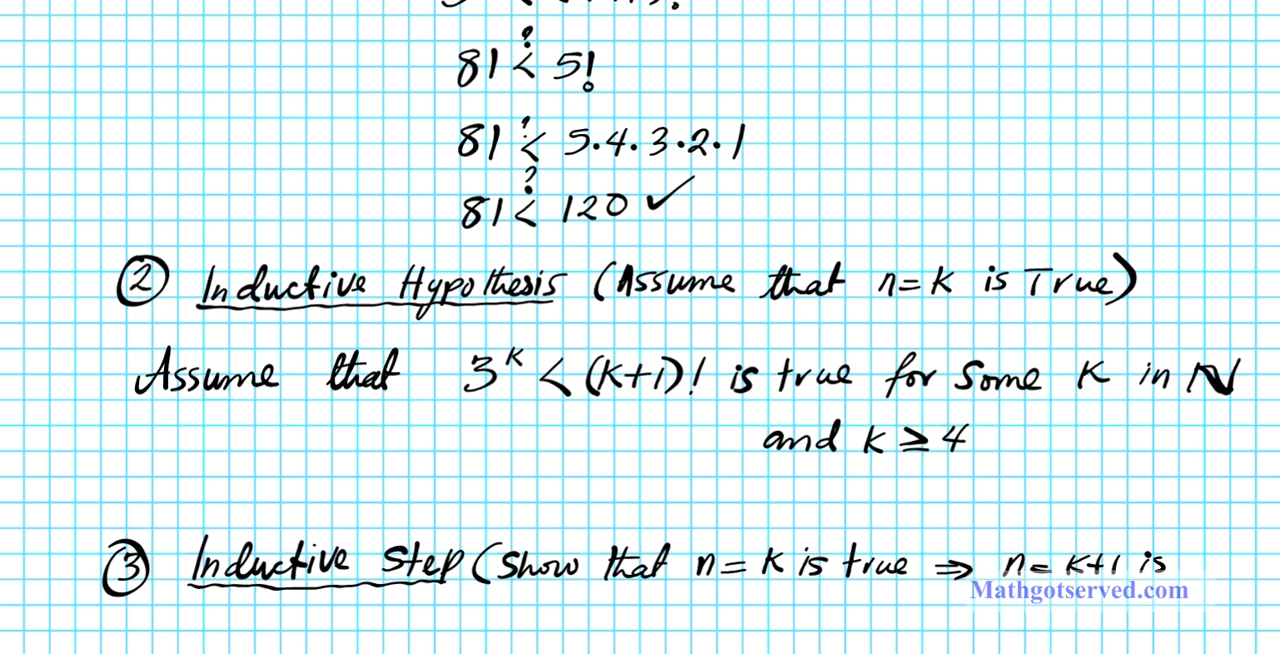 81 <? 5!
81 <? 5.4.3.2.1
81 <? 120 ✓
② Inductive Hypothesis (Assume that n=k is True)
Assume that 3^k < (k+1)! is true for some k in N
and k ≥ 4
③ Inductive Step (Show that n=k is true ⇒ n=k+1 is
Mathgotserved.com